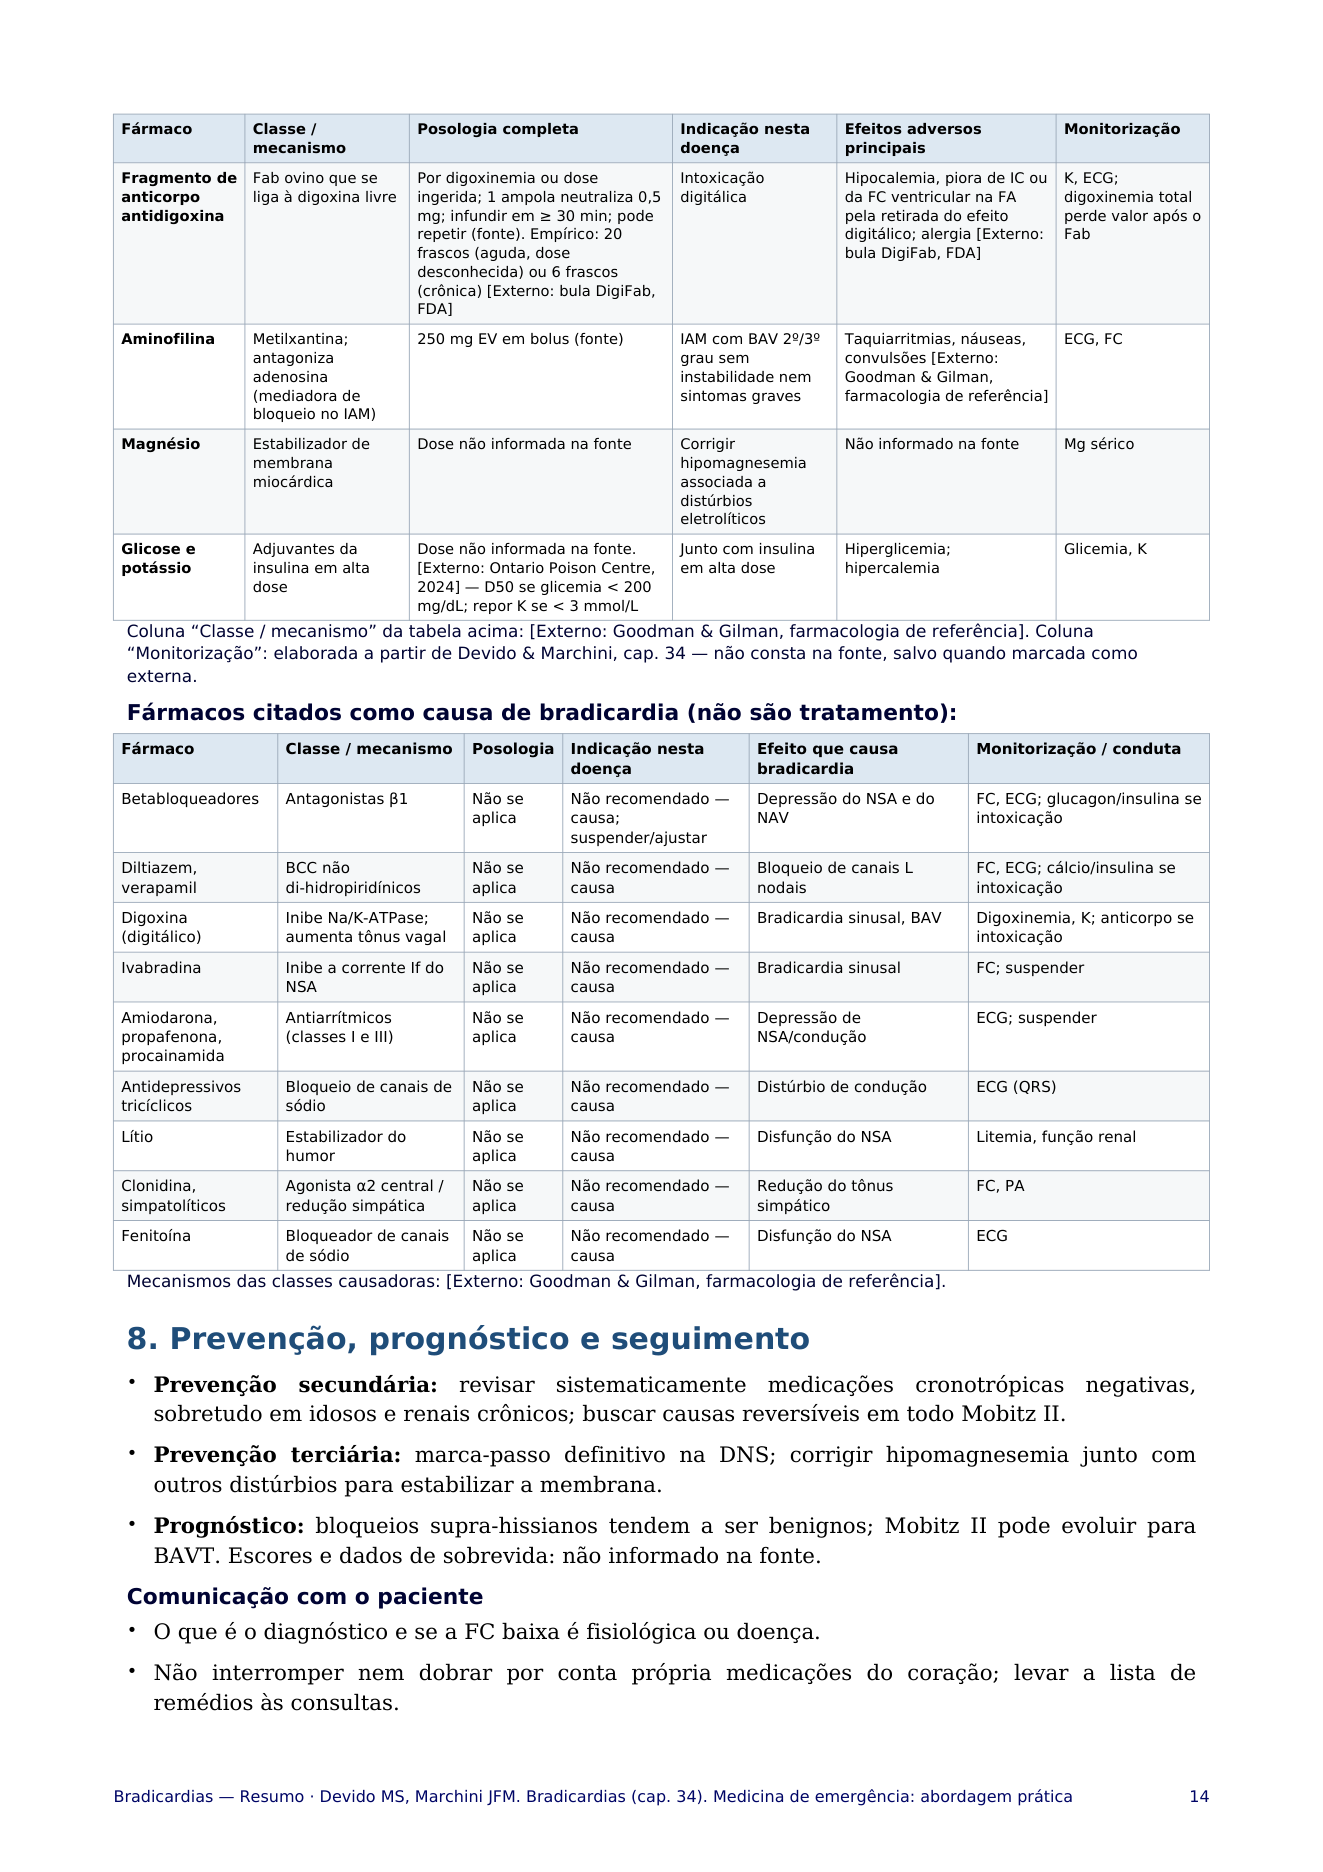 Fármaco
Classe /
mecanismo
Posologia completa
Indicação nesta
doença
Efeitos adversos
principais
Monitorização
Fragmento de
anticorpo
antidigoxina
Fab ovino que se
liga à digoxina livre
Por digoxinemia ou dose
ingerida; 1 ampola neutraliza 0,5
mg; infundir em ≥ 30 min; pode
repetir (fonte). Empírico: 20
frascos (aguda, dose
desconhecida) ou 6 frascos
(crônica) [Externo: bula DigiFab,
FDA]
Intoxicação
digitálica
Hipocalemia, piora de IC ou
da FC ventricular na FA
pela retirada do efeito
digitálico; alergia [Externo:
bula DigiFab, FDA]
K, ECG;
digoxinemia total
perde valor após o
Fab
Aminofilina
Metilxantina;
antagoniza
adenosina
(mediadora de
bloqueio no IAM)
250 mg EV em bolus (fonte)
IAM com BAV 2º/3º
grau sem
instabilidade nem
sintomas graves
Taquiarritmias, náuseas,
convulsões [Externo:
Goodman & Gilman,
farmacologia de referência]
ECG, FC
Magnésio
Estabilizador de
membrana
miocárdica
Dose não informada na fonte
Corrigir
hipomagnesemia
associada a
distúrbios
eletrolíticos
Não informado na fonte
Mg sérico
Glicose e
potássio
Adjuvantes da
insulina em alta
dose
Dose não informada na fonte.
[Externo: Ontario Poison Centre,
2024] — D50 se glicemia < 200
mg/dL; repor K se < 3 mmol/L
Junto com insulina
em alta dose
Hiperglicemia;
hipercalemia
Glicemia, K
Coluna “Classe / mecanismo” da tabela acima: [Externo: Goodman & Gilman, farmacologia de referência]. Coluna
“Monitorização”: elaborada a partir de Devido & Marchini, cap. 34 — não consta na fonte, salvo quando marcada como
externa.
Fármacos citados como causa de bradicardia (não são tratamento):
Fármaco
Classe / mecanismo
Posologia
Indicação nesta
doença
Efeito que causa
bradicardia
Monitorização / conduta
Betabloqueadores
Antagonistas β1
Não se
aplica
Não recomendado —
causa;
suspender/ajustar
Depressão do NSA e do
NAV
FC, ECG; glucagon/insulina se
intoxicação
Diltiazem,
verapamil
BCC não
di-hidropiridínicos
Não se
aplica
Não recomendado —
causa
Bloqueio de canais L
nodais
FC, ECG; cálcio/insulina se
intoxicação
Digoxina
(digitálico)
Inibe Na/K-ATPase;
aumenta tônus vagal
Não se
aplica
Não recomendado —
causa
Bradicardia sinusal, BAV
Digoxinemia, K; anticorpo se
intoxicação
Ivabradina
Inibe a corrente If do
NSA
Não se
aplica
Não recomendado —
causa
Bradicardia sinusal
FC; suspender
Amiodarona,
propafenona,
procainamida
Antiarrítmicos
(classes I e III)
Não se
aplica
Não recomendado —
causa
Depressão de
NSA/condução
ECG; suspender
Antidepressivos
tricíclicos
Bloqueio de canais de
sódio
Não se
aplica
Não recomendado —
causa
Distúrbio de condução
ECG (QRS)
Lítio
Estabilizador do
humor
Não se
aplica
Não recomendado —
causa
Disfunção do NSA
Litemia, função renal
Clonidina,
simpatolíticos
Agonista α2 central /
redução simpática
Não se
aplica
Não recomendado —
causa
Redução do tônus
simpático
FC, PA
Fenitoína
Bloqueador de canais
de sódio
Não se
aplica
Não recomendado —
causa
Disfunção do NSA
ECG
Mecanismos das classes causadoras: [Externo: Goodman & Gilman, farmacologia de referência].
8. Prevenção, prognóstico e seguimento
• Prevenção secundária: revisar sistematicamente medicações cronotrópicas negativas,
sobretudo em idosos e renais crônicos; buscar causas reversíveis em todo Mobitz II.
• Prevenção terciária: marca-passo definitivo na DNS; corrigir hipomagnesemia junto com
outros distúrbios para estabilizar a membrana.
• Prognóstico: bloqueios supra-hissianos tendem a ser benignos; Mobitz II pode evoluir para
BAVT. Escores e dados de sobrevida: não informado na fonte.
Comunicação com o paciente
• O que é o diagnóstico e se a FC baixa é fisiológica ou doença.
• Não interromper nem dobrar por conta própria medicações do coração; levar a lista de
remédios às consultas.
Bradicardias — Resumo · Devido MS, Marchini JFM. Bradicardias (cap. 34). Medicina de emergência: abordagem prática
14